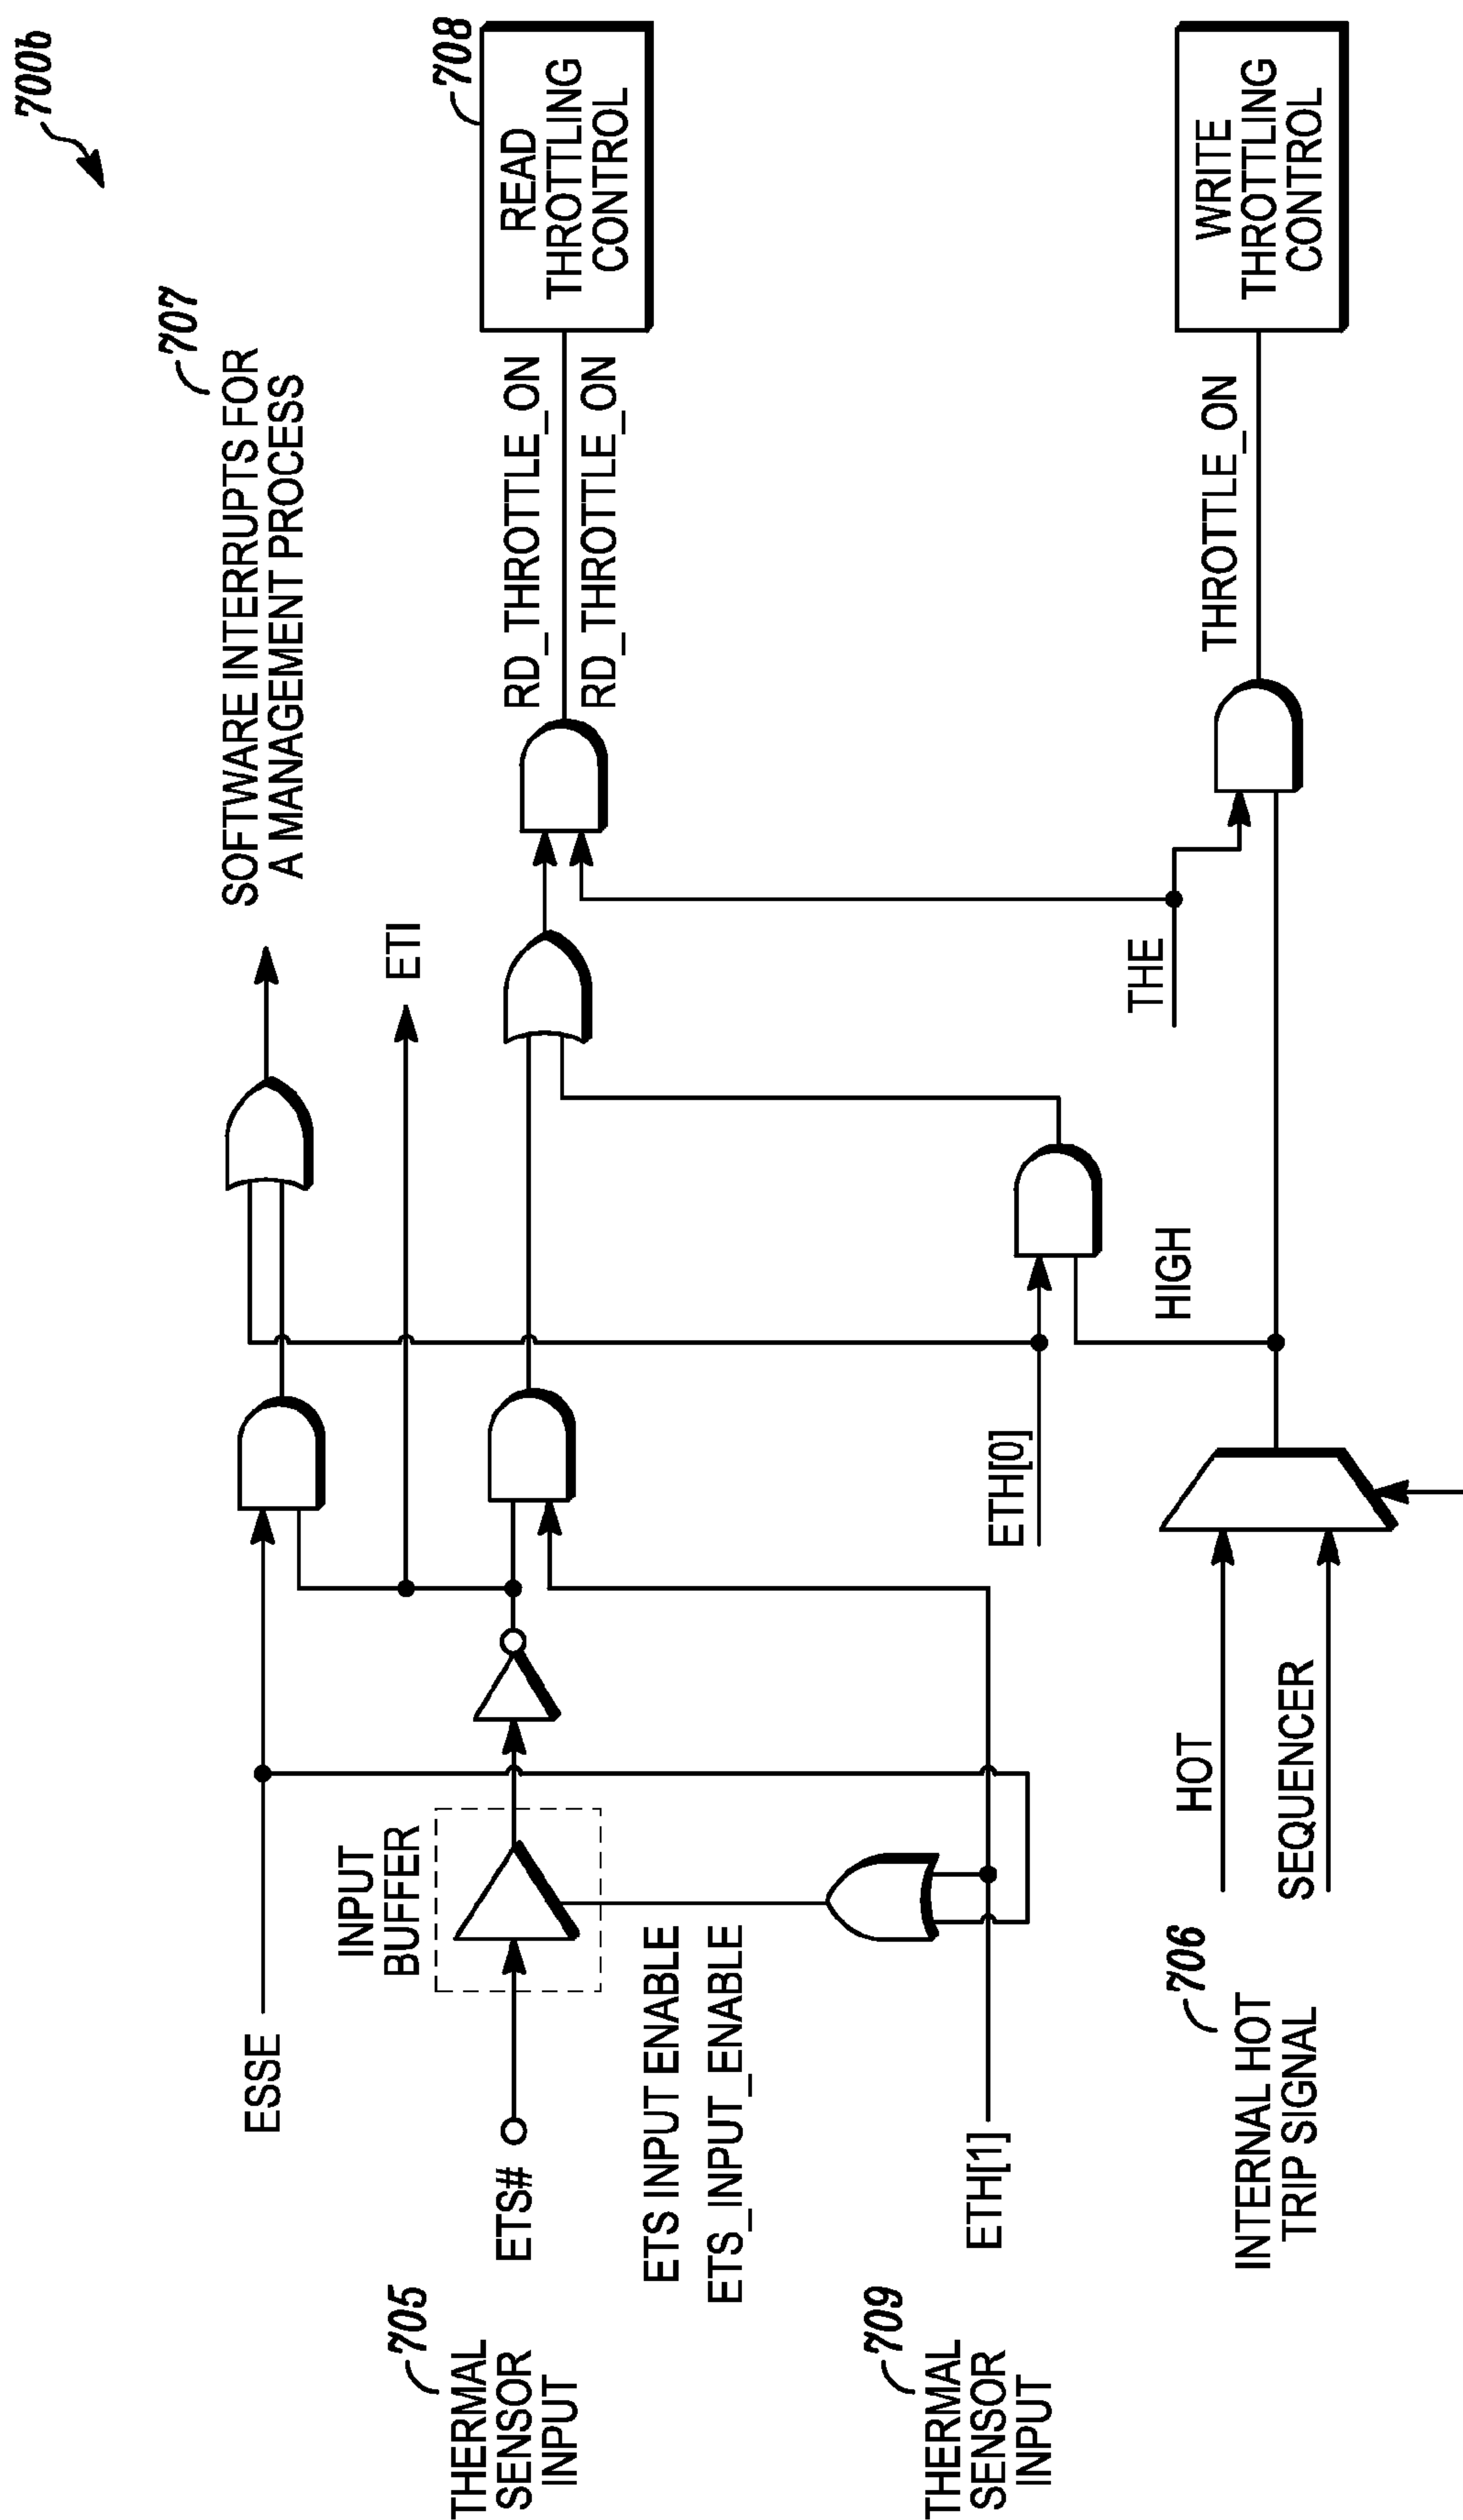 700b
707
SOFTWARE INTERRUPTS FOR
A MANAGEMENT PROCESS
ESSE
INPUT
BUFFER
ETI
708
READ
THROTTLING
CONTROL
RD_THROTTLE_ON
RD_THROTTLE_ON
705
THERMAL
SENSOR
INPUT
ETS#
ETS INPUT ENABLE
ETS_INPUT_ENABLE
709
THERMAL
SENSOR
INPUT
ETH[1]
ETH[0]
THE
HIGH
706
INTERNAL HOT
TRIP SIGNAL
HOT
SEQUENCER
THROTTLE_ON
WRITE
THROTTLING
CONTROL